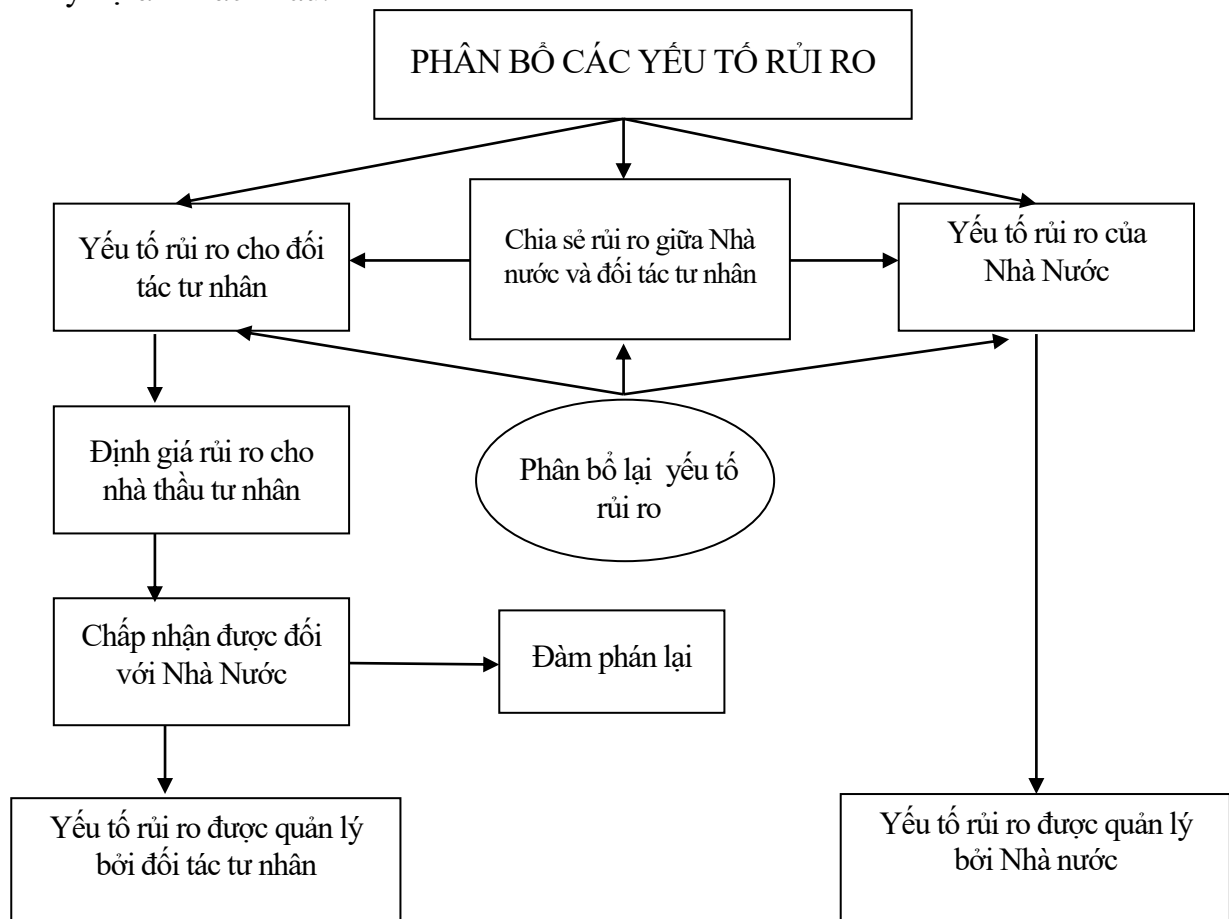 PHÂN BỔ CÁC YẾU TỐ RỦI RO
Yếu tố rủi ro cho đối
tác tư nhân
Chia sẻ rủi ro giữa Nhà
nước và đối tác tư nhân
Yếu tố rủi ro của
Nhà Nước
Định giá rủi ro cho
nhà thầu tư nhân
Phân bổ lại yếu tố
rủi ro
Chấp nhận được đối
với Nhà Nước
Đàm phán lại
Yếu tố rủi ro được quản lý
bởi đối tác tư nhân
Yếu tố rủi ro được quản lý
bởi Nhà nước